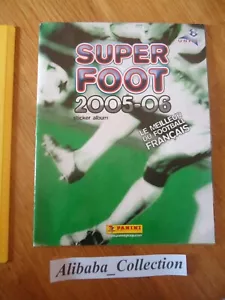 SUPER
FOOT
2005-06
sticker album
LE MEILLEUR
DU FOOTBALL
FRANÇAIS
PANINI
Alibaba_Collection